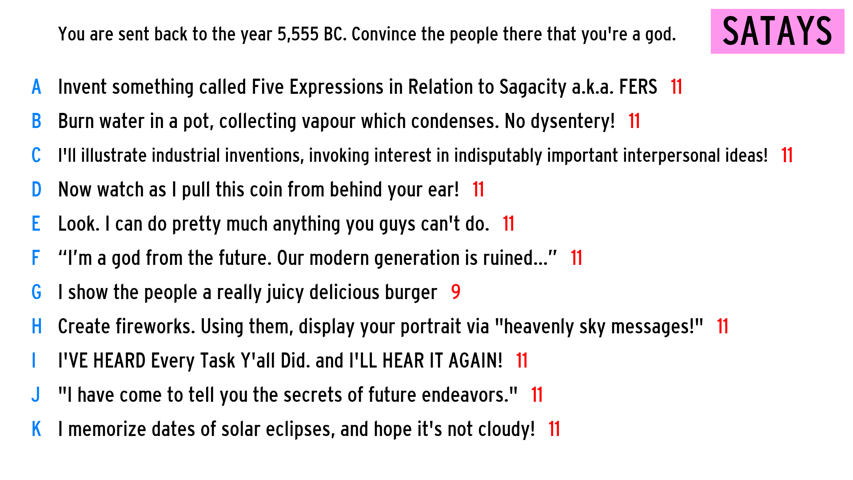 You are sent back to the year 5,555 BC. Convince the people there that you're a god.
SATAYS
A Invent something called Five Expressions in Relation to Sagacity a.k.a. FERS 11
B Burn water in a pot, collecting vapour which condenses. No dysentery! 11
C I'll illustrate industrial inventions, invoking interest in indisputably important interpersonal ideas! 11
D Now watch as I pull this coin from behind your ear! 11
E Look. I can do pretty much anything you guys can't do. 11
F “I’m a god from the future. Our modern generation is ruined...” 11
G I show the people a really juicy delicious burger 9
H Create fireworks. Using them, display your portrait via "heavenly sky messages!" 11
I I'VE HEARD Every Task Y'all Did. and I'LL HEAR IT AGAIN! 11
J "I have come to tell you the secrets of future endeavors." 11
K I memorize dates of solar eclipses, and hope it's not cloudy! 11